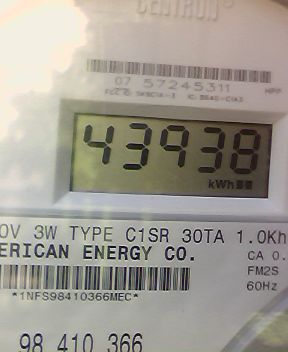 CENTRON
07 57245311
43938
kWh
0V 3W TYPE C1SR 30TA 1.0Kh
ERICAN ENERGY CO.
CA 0.
FM2S
*1NFS98410366MEC*
60Hz
98 410 366